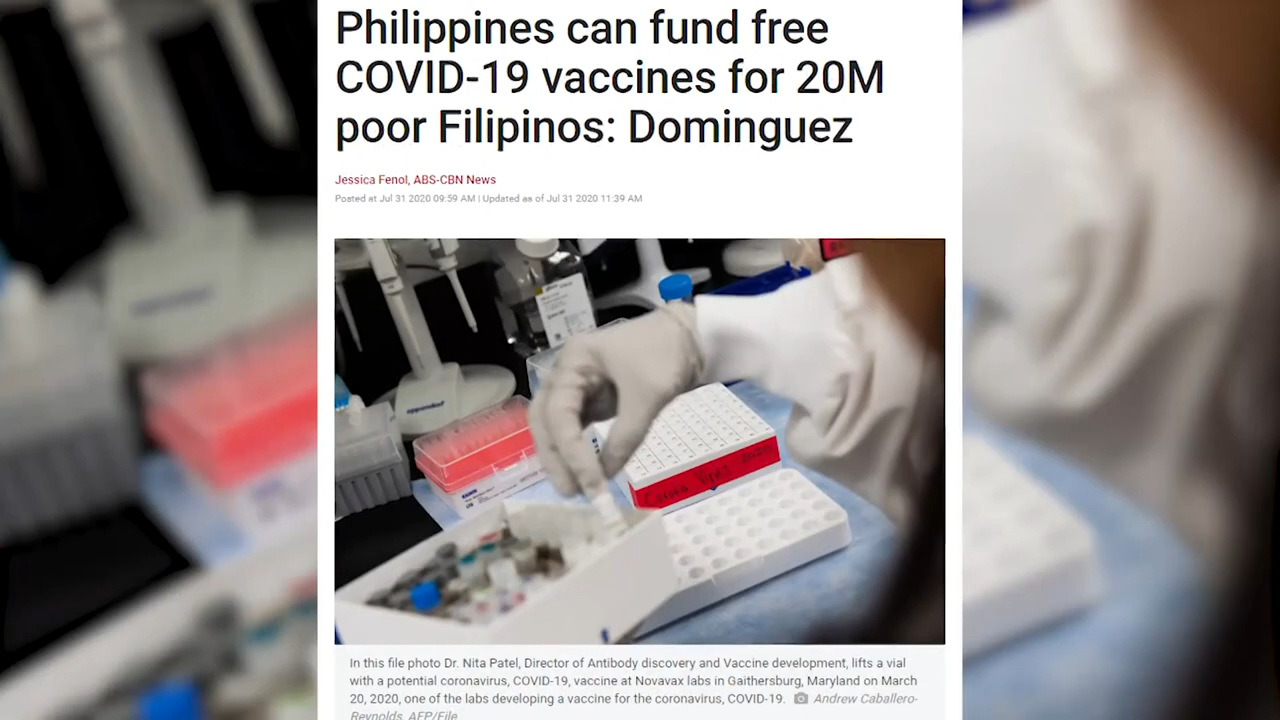 Philippines can fund free
COVID-19 vaccines for 20M
poor Filipinos: Dominguez
Jessica Fenol, ABS-CBN News
Posted at Jul 31 2020 09:59 AM | Updated as of Jul 31 2020 11:39 AM
eppendorf
In this file photo Dr. Nita Patel, Director of Antibody discovery and Vaccine development, lifts a vial
with a potential coronavirus, COVID-19, vaccine at Novavax labs in Gaithersburg, Maryland on March
20, 2020, one of the labs developing a vaccine for the coronavirus, COVID-19. Andrew Caballero-
Reynolds, AFP/File